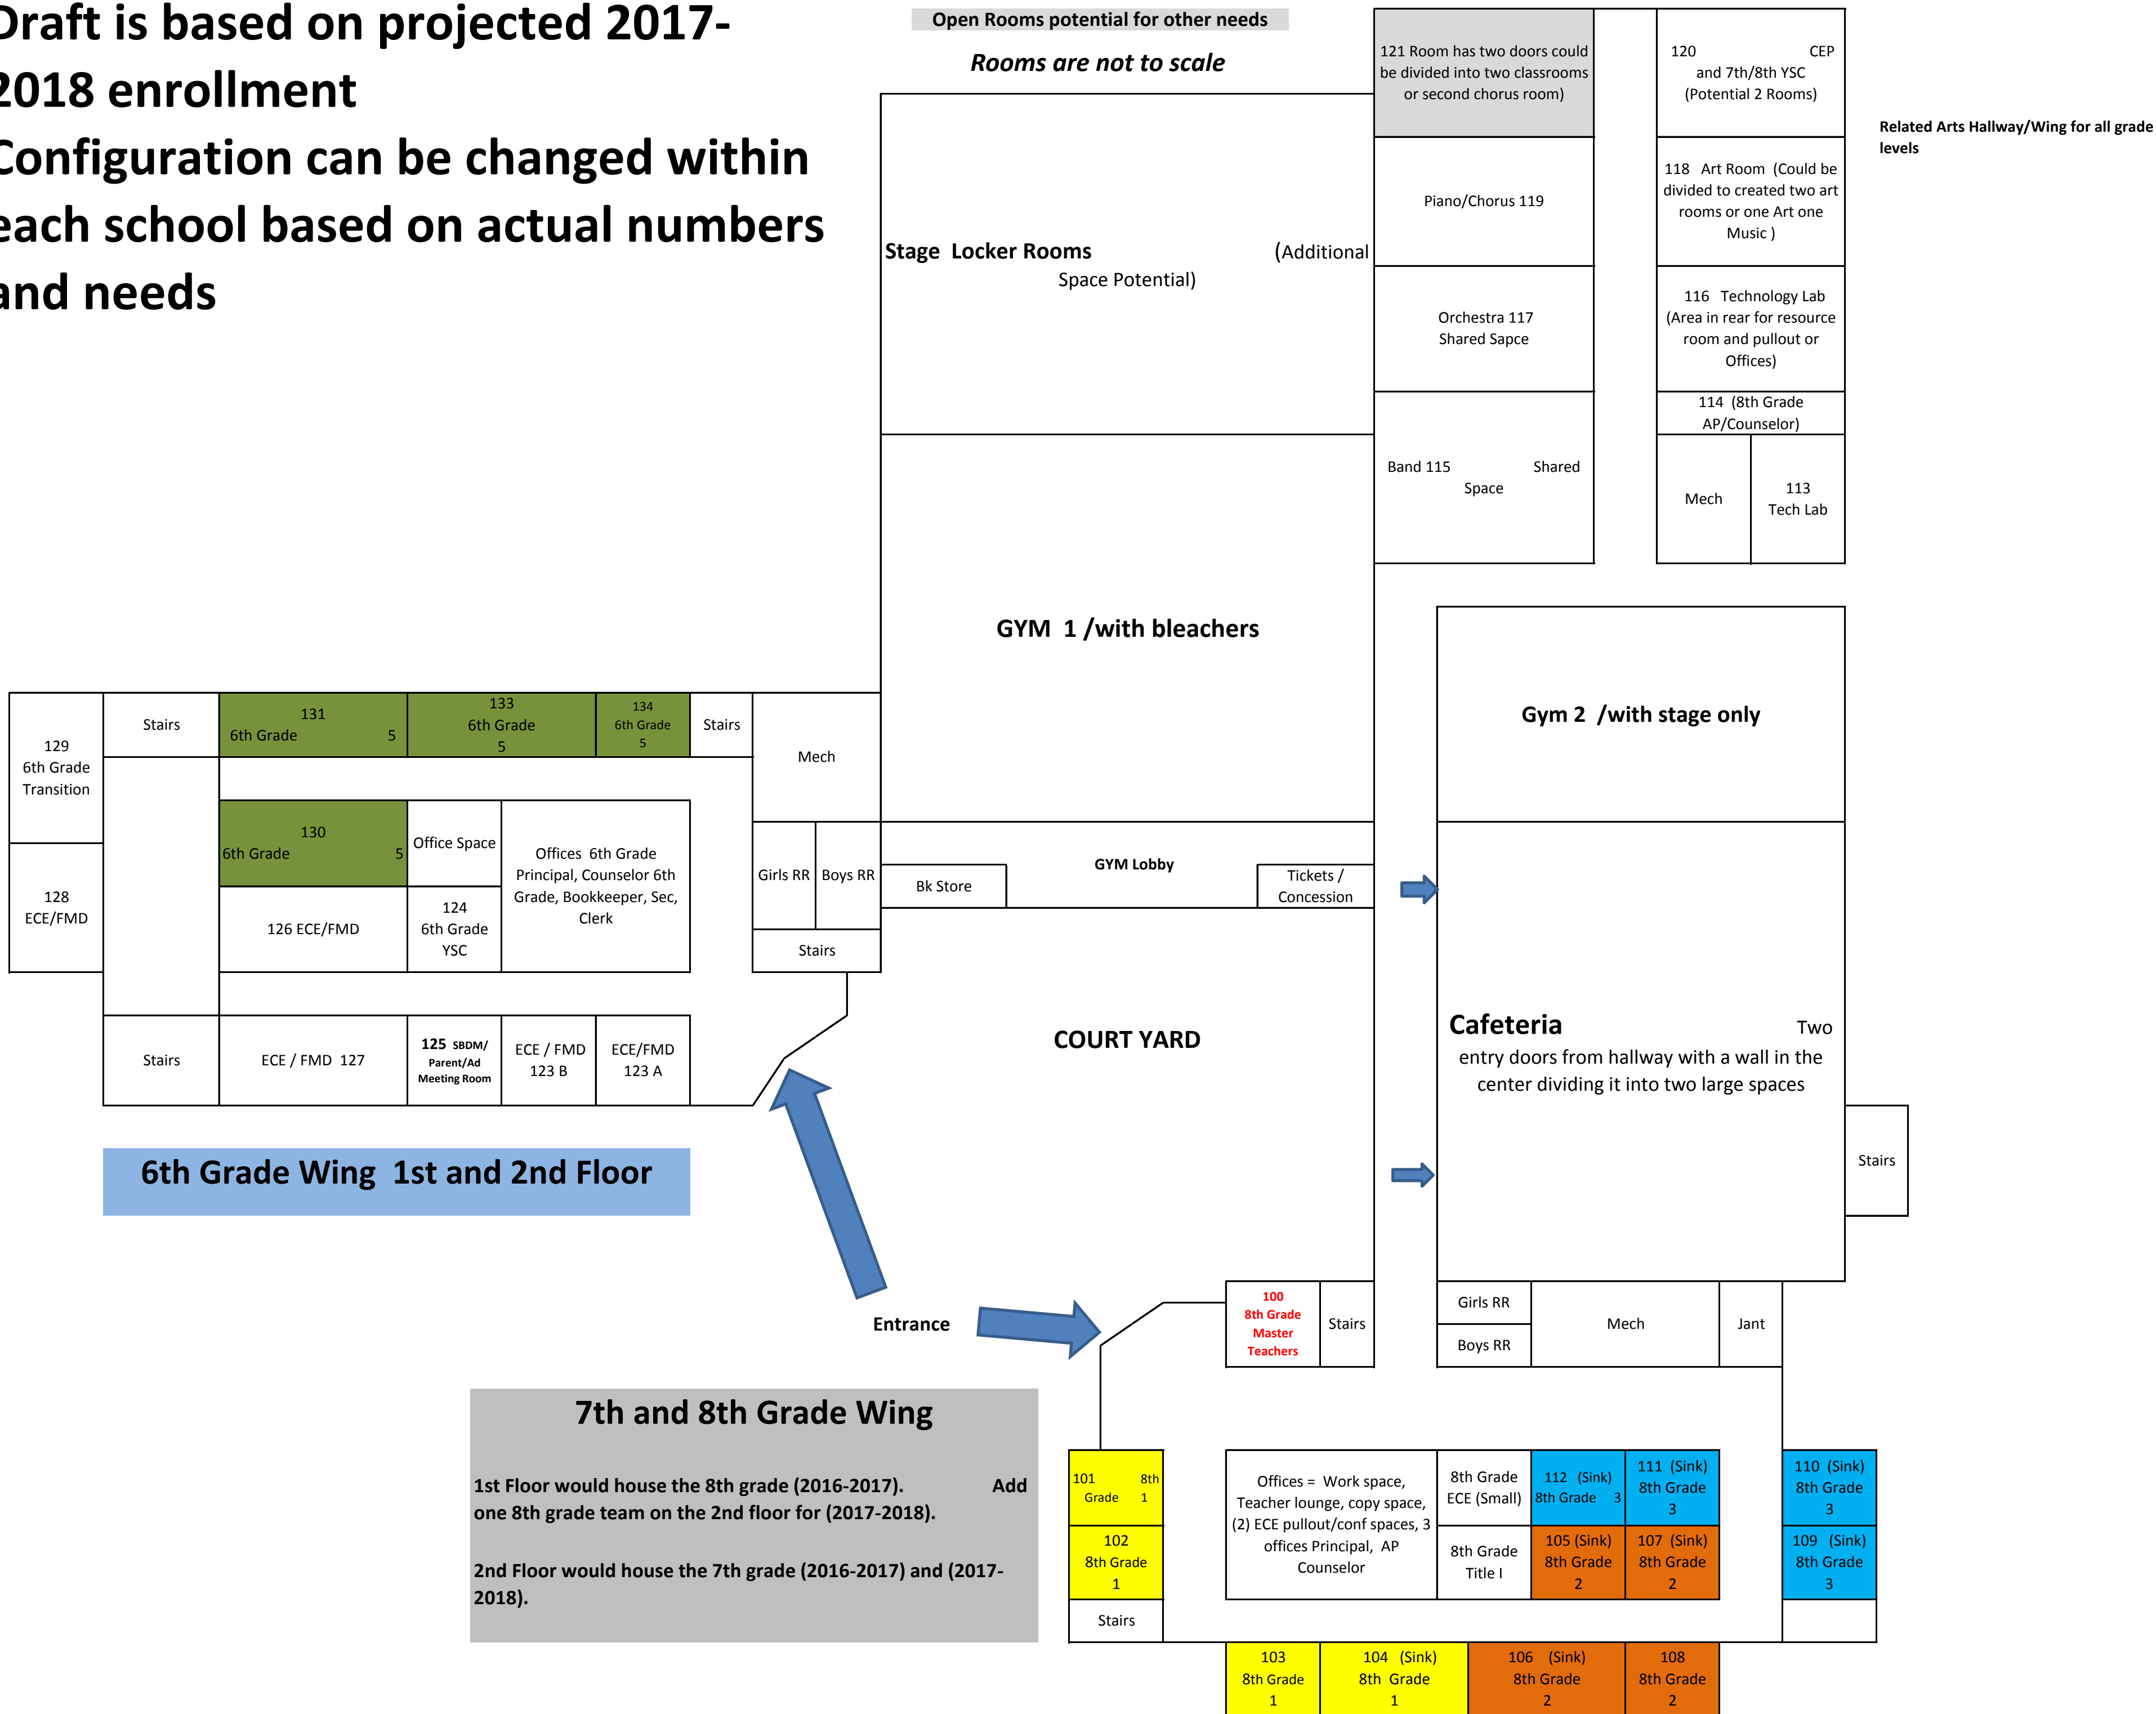 Draft is based on projected 2017-
2018 enrollment
Configuration can be changed within
each school based on actual numbers
and needs
Open Rooms potential for other needs
Rooms are not to scale
121 Room has two doors could
be divided into two classrooms
or second chorus room)
120 CEP
and 7th/8th YSC
(Potential 2 Rooms)
Related Arts Hallway/Wing for all grade
levels
118 Art Room (Could be
divided to created two art
rooms or one Art one
Music )
Piano/Chorus 119
Stage Locker Rooms (Additional
Space Potential)
Orchestra 117
Shared Sapce
116 Technology Lab
(Area in rear for resource
room and pullout or
Offices)
114 (8th Grade
AP/Counselor)
Band 115 Shared
Space
Mech
113
Tech Lab
GYM 1 /with bleachers
Gym 2 /with stage only
129
6th Grade
Transition
Stairs
131
6th Grade 5
133
6th Grade
5
134
6th Grade
5
Stairs
Mech
130
6th Grade 5
Office Space
Offices 6th Grade
Principal, Counselor 6th
Grade, Bookkeeper, Sec,
Clerk
Girls RR
Boys RR
GYM Lobby
Bk Store
Tickets /
Concession
128
ECE/FMD
126 ECE/FMD
124
6th Grade
YSC
Stairs
Stairs
ECE / FMD 127
125 SBDM/
Parent/Ad
Meeting Room
ECE / FMD
123 B
ECE/FMD
123 A
COURT YARD
Cafeteria Two
entry doors from hallway with a wall in the
center dividing it into two large spaces
Stairs
6th Grade Wing 1st and 2nd Floor
Entrance
100
8th Grade
Master
Teachers
Stairs
Girls RR
Boys RR
Mech
Jant
7th and 8th Grade Wing
1st Floor would house the 8th grade (2016-2017). Add
one 8th grade team on the 2nd floor for (2017-2018).
2nd Floor would house the 7th grade (2016-2017) and (2017-
2018).
101 8th
Grade 1
102
8th Grade
1
Stairs
Offices = Work space,
Teacher lounge, copy space,
(2) ECE pullout/conf spaces, 3
offices Principal, AP
Counselor
8th Grade
ECE (Small)
8th Grade
Title I
112 (Sink)
8th Grade 3
111 (Sink)
8th Grade
3
110 (Sink)
8th Grade
3
105 (Sink)
8th Grade
2
107 (Sink)
8th Grade
2
109 (Sink)
8th Grade
3
103
8th Grade
1
104 (Sink)
8th Grade
1
106 (Sink)
8th Grade
2
108
8th Grade
2